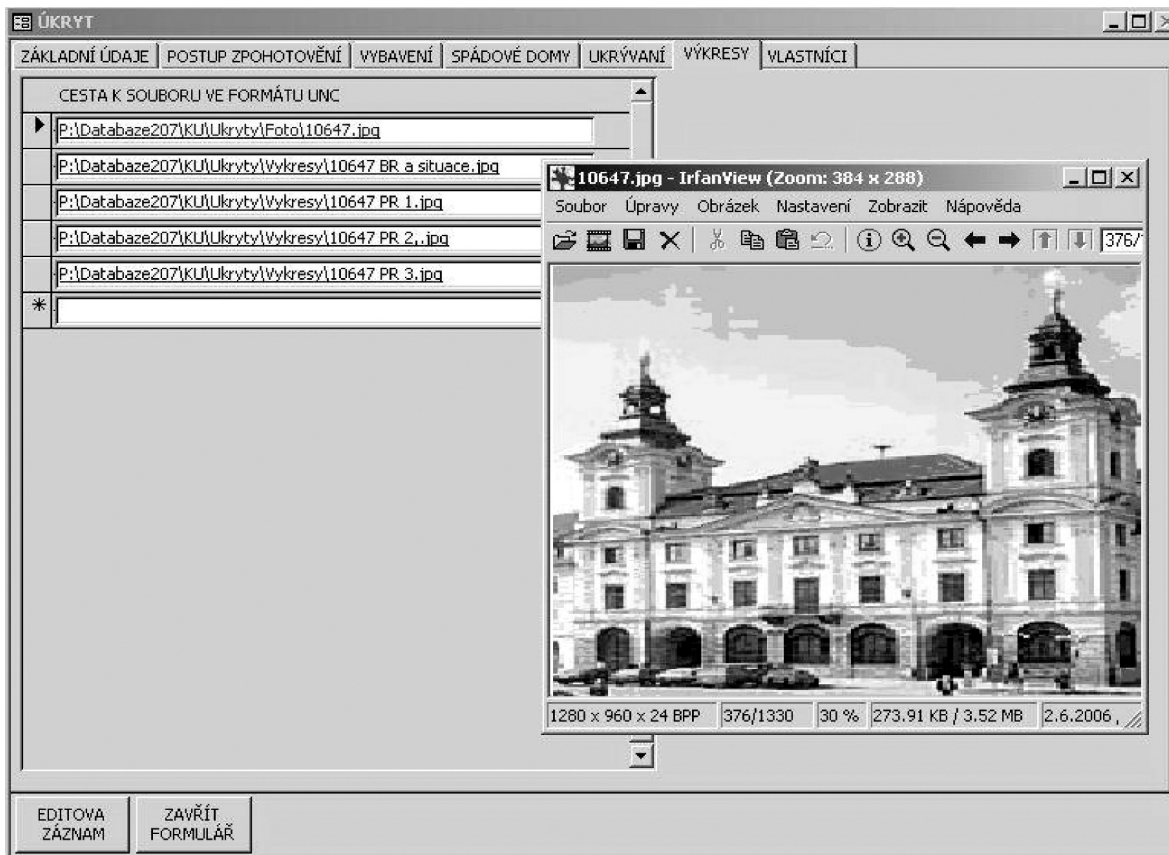 ÚKRYT
ZÁKLADNÍ ÚDAJE POSTUP ZPOHOTOVĚNÍ VYBAVENÍ SPÁDOVÉ DOMY UKRÝVANÍ VÝKRESY VLASTNÍCI
CESTA K SOUBORU VE FORMÁTU UNC
P:\Databaze207\KU\Ukryty\Foto\10647.jpg
P:\Databaze207\KU\Ukryty\Vykresy\10647 BR a situace.jpg
P:\Databaze207\KU\Ukryty\Vykresy\10647 PR 1.jpg
P:\Databaze207\KU\Ukryty\Vykresy\10647 PR 2,.jpg
P:\Databaze207\KU\Ukryty\Vykresy\10647 PR 3.jpg
10647.jpg - IrfanView (Zoom: 384 x 288)
Soubor Úpravy Obrázek Nastavení Zobrazit Nápověda
376/
1280 x 960 x 24 BPP 376/1330 30 % 273.91 KB / 3.52 MB 2.6.2006 ,
EDITOVA
ZÁZNAM
ZAVŘÍT
FORMULÁŘ